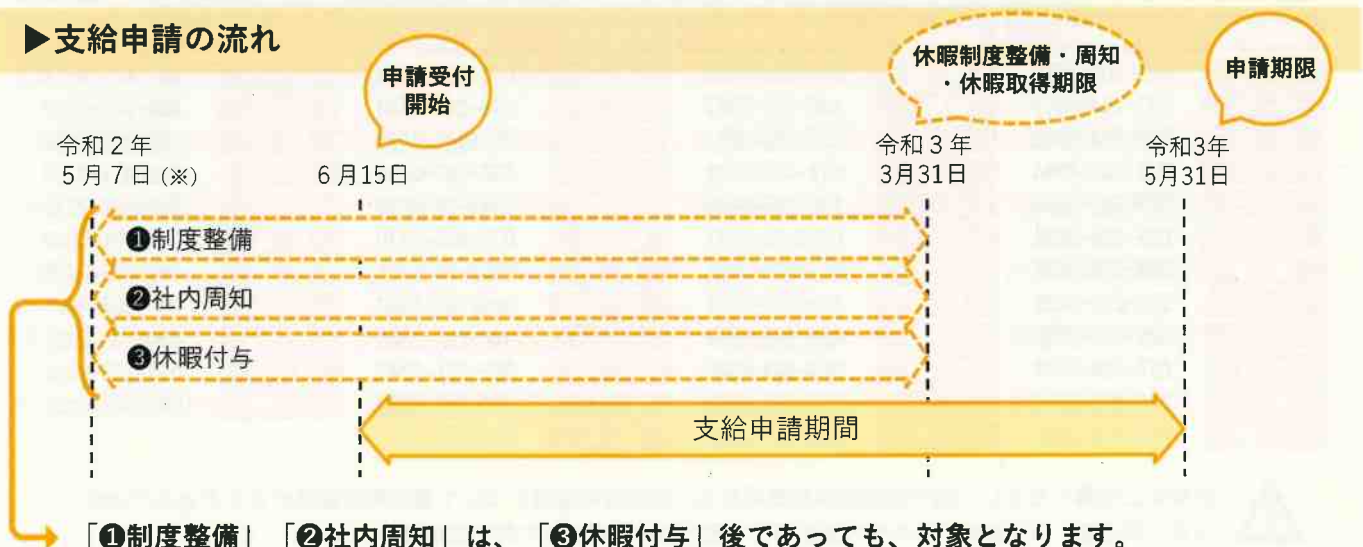 ▶支給申請の流れ
申請受付
開始
休暇制度整備・周知
・休暇取得期限
申請期限
令和２年
５月７日(※)
６月15日
令和３年
3月31日
令和3年
5月31日
❶制度整備
❷社内周知
❸休暇付与
支給申請期間
「❶制度整備」「❷社内周知」は、「❸休暇付与」後であっても、対象となります。